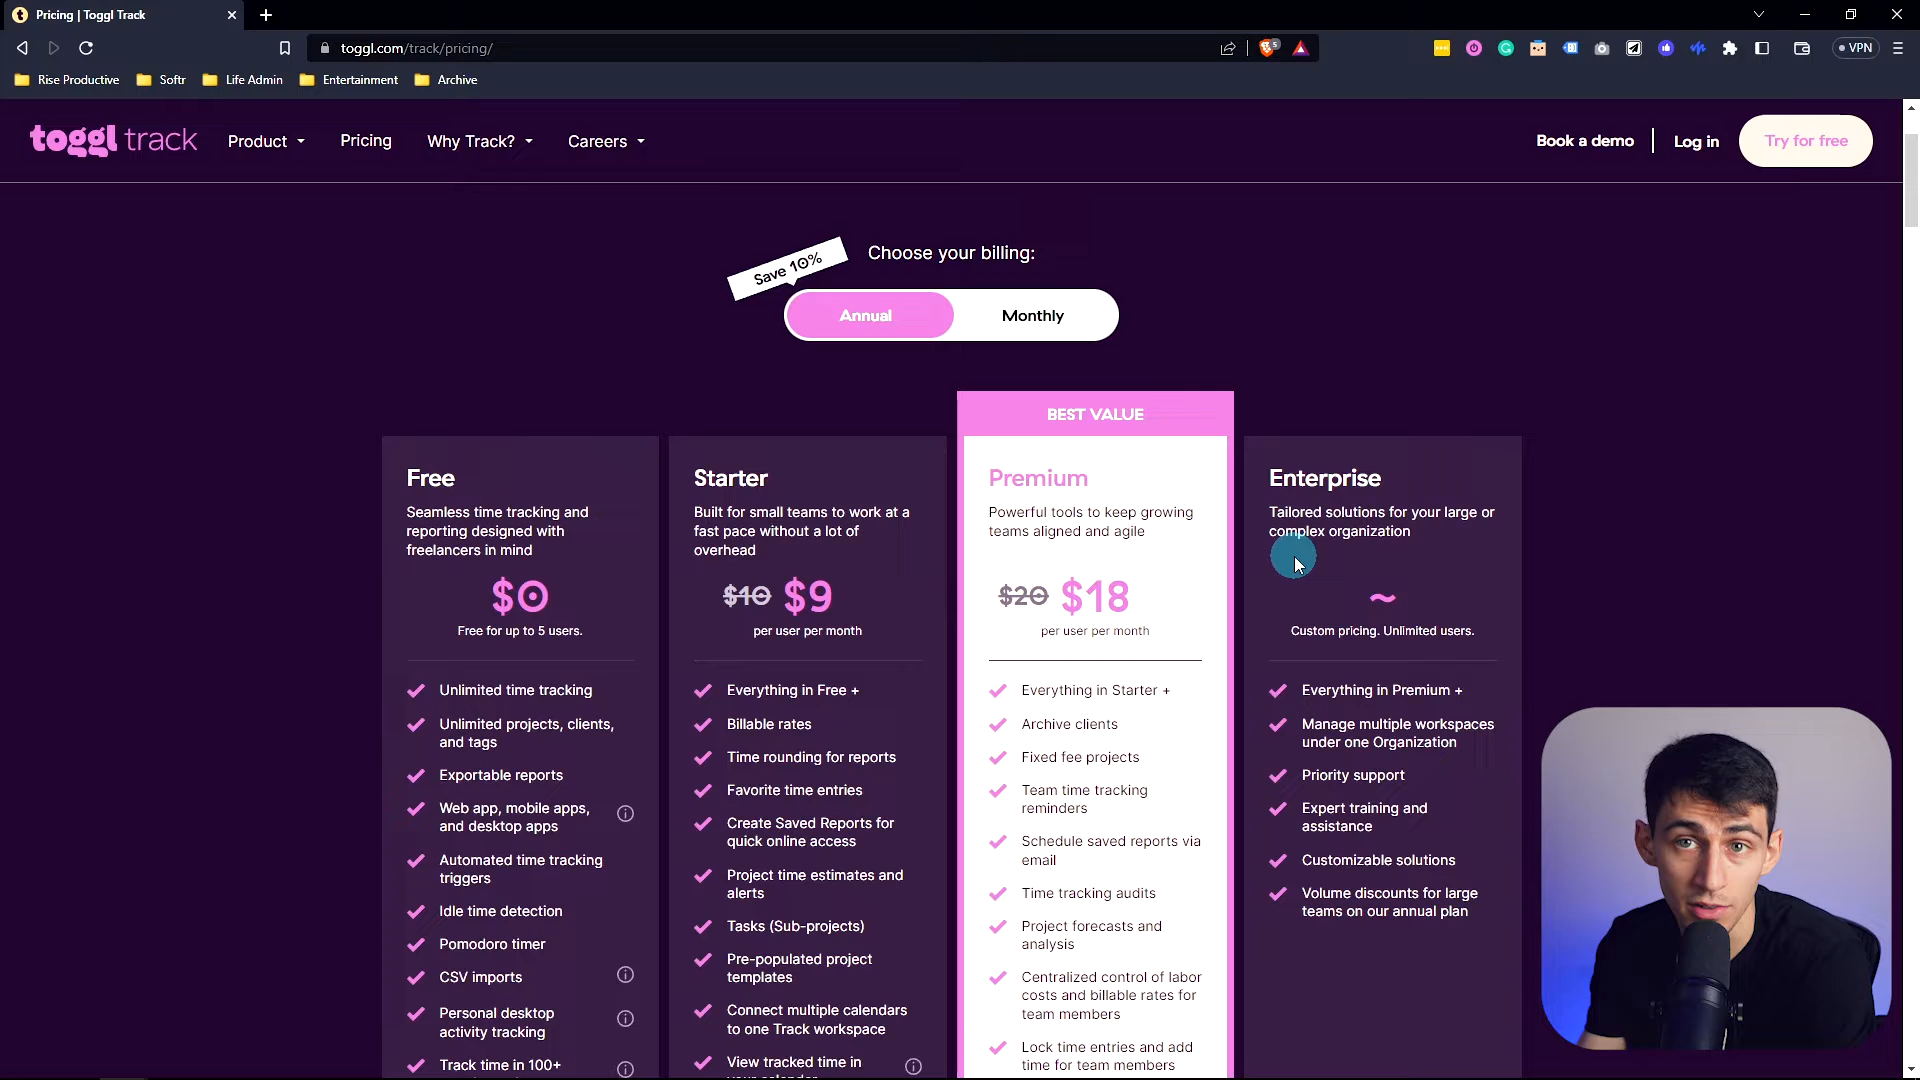 Pricing | Toggl Track
toggl.com/track/pricing/
VPN
Rise Productive
Softr
Life Admin
Entertainment
Archive
toggl track
Product
Pricing
Why Track?
Careers
Book a demo
Log in
Try for free
Choose your billing:
Save 10%
Annual
Monthly
BEST VALUE
Free
Seamless time tracking and
reporting designed with
freelancers in mind
$0
Free for up to 5 users.
Unlimited time tracking
Unlimited projects, clients,
and tags
Exportable reports
Web app, mobile apps,
and desktop apps
Automated time tracking
triggers
Idle time detection
Pomodoro timer
CSV imports
Personal desktop
activity tracking
Track time in 100+
Starter
Built for small teams to work at a
fast pace without a lot of
overhead
$10 $9
per user per month
Everything in Free +
Billable rates
Time rounding for reports
Favorite time entries
Create Saved Reports for
quick online access
Project time estimates and
alerts
Tasks (Sub-projects)
Pre-populated project
templates
Connect multiple calendars
to one Track workspace
View tracked time in
Premium
Powerful tools to keep growing
teams aligned and agile
$20 $18
per user per month
Everything in Starter +
Archive clients
Fixed fee projects
Team time tracking
reminders
Schedule saved reports via
email
Time tracking audits
Project forecasts and
analysis
Centralized control of labor
costs and billable rates for
team members
Lock time entries and add
time for team members
Enterprise
Tailored solutions for your large or
complex organization
~
Custom pricing. Unlimited users.
Everything in Premium +
Manage multiple workspaces
under one Organization
Priority support
Expert training and
assistance
Customizable solutions
Volume discounts for large
teams on our annual plan